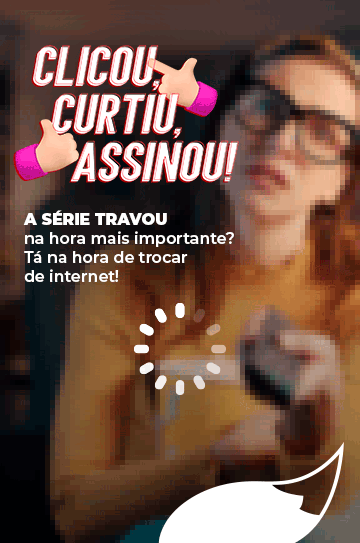 CLICOU,
CURTIU,
ASSINOU!
A SÉRIE TRAVOU
na hora mais importante?
Tá na hora de trocar
de internet!